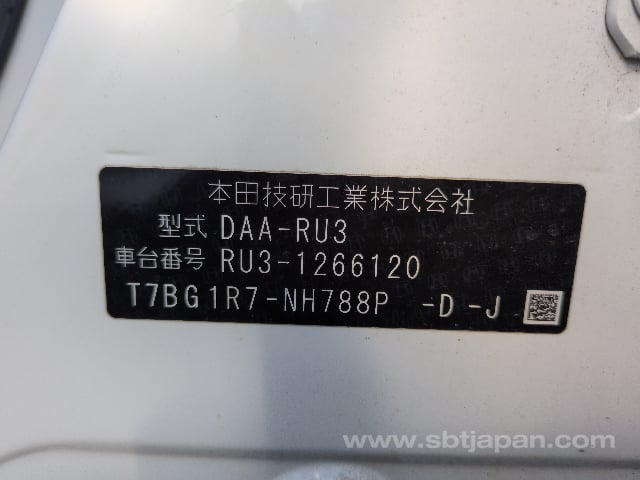 本田技研工業株式会社
型式 DAA-RU3
車台番号 RU3-1266120
T7BG1R7-NH788P -D -J
www.sbtjapan.com